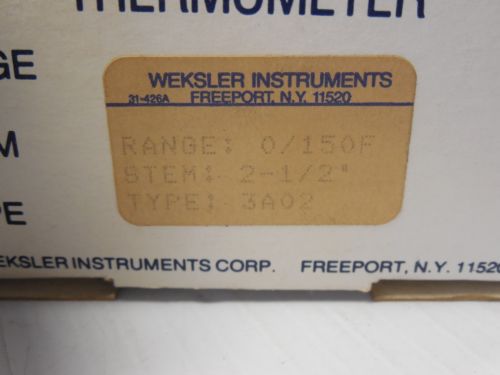 THERMOMETER
WEKSLER INSTRUMENTS
31-426A FREEPORT, N.Y. 11520
RANGE: 0/150F
STEM: 2-1/2"
TYPE: 3A02
WEKSLER INSTRUMENTS CORP. FREEPORT, N.Y. 11520